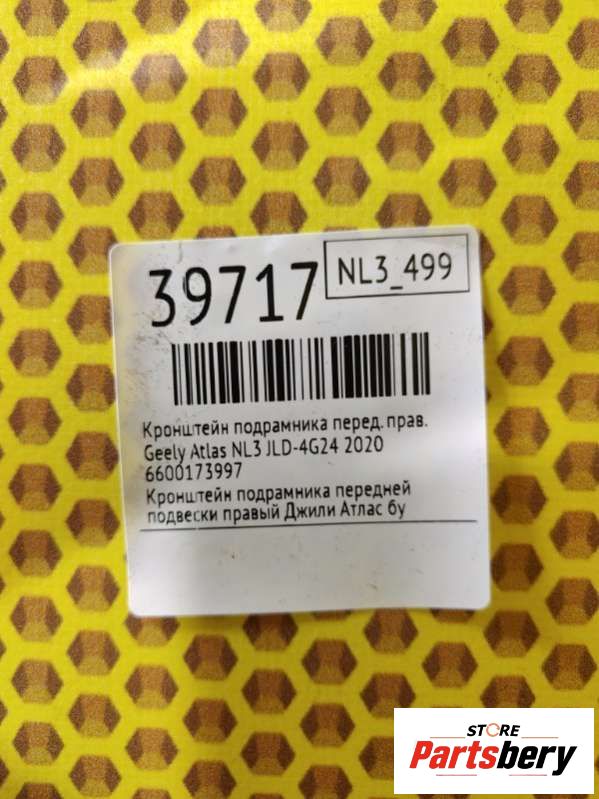 39717
NL3_499
Кронштейн подрамника перед. прав.
Geely Atlas NL3 JLD-4G24 2020
6600173997
Кронштейн подрамника передней
подвески правый Джили Атлас бу
STORE
Partsbery